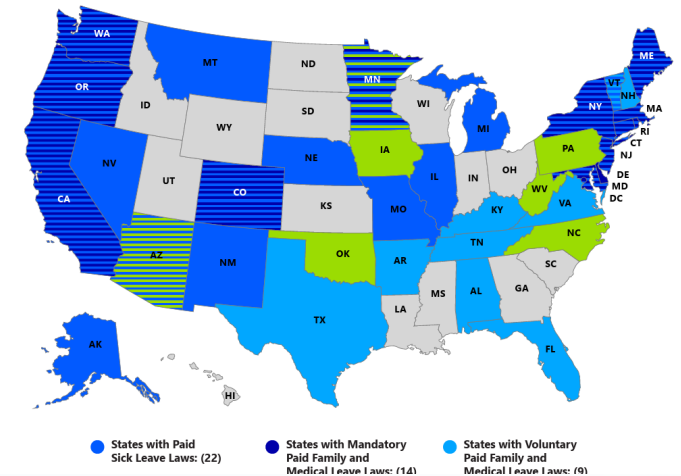 WA
ME
MT
ND
MN
VT
OR
NH
ID
WI
NY
MA
SD
WY
MI
RI
CT
IA
PA
NJ
NE
NV
IL
IN
OH
DE
UT
CO
WV
MD
CA
KS
MO
KY
VA
DC
TN
NC
AZ
NM
OK
AR
SC
MS
AL
GA
LA
TX
AK
FL
HI
States with Paid
Sick Leave Laws: (22)
States with Mandatory
Paid Family and
Medical Leave Laws: (14)
States with Voluntary
Paid Family and
Medical Leave Laws: (9)